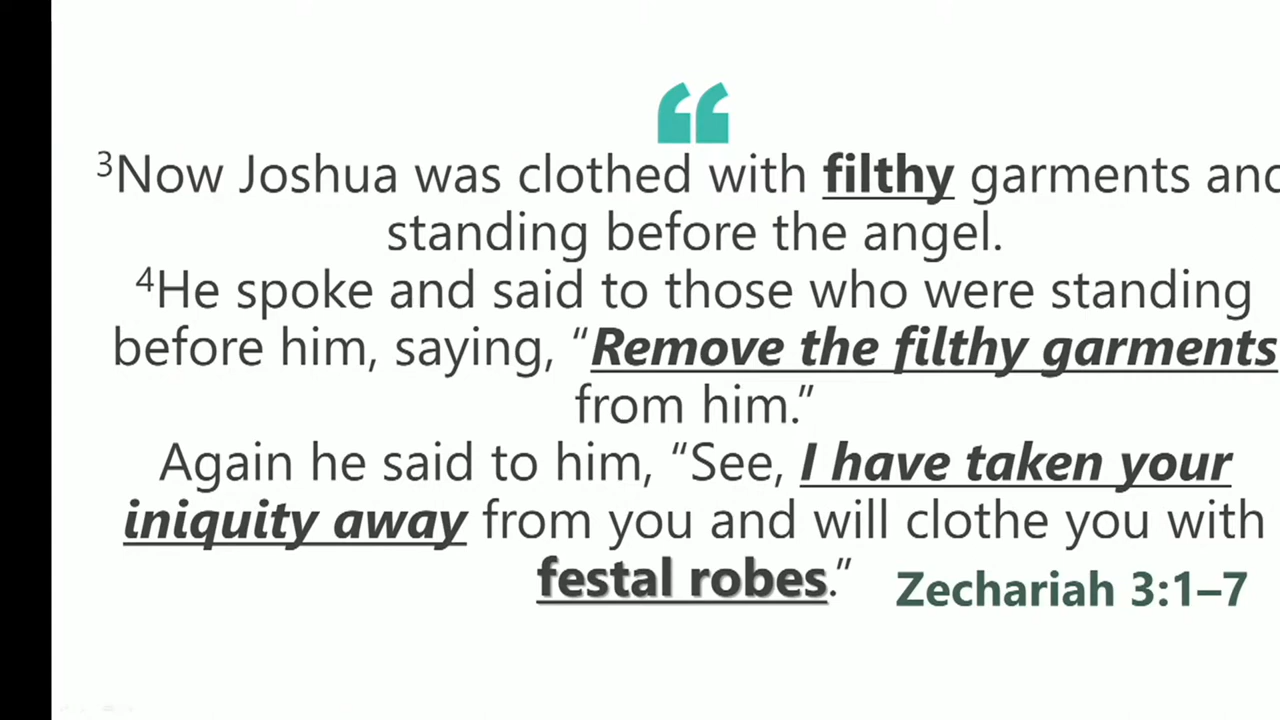 “
³Now Joshua was clothed with filthy garments and
standing before the angel.
⁴He spoke and said to those who were standing
before him, saying, “Remove the filthy garments
from him.”
Again he said to him, “See, I have taken your
iniquity away from you and will clothe you with
festal robes.” Zechariah 3:1–7